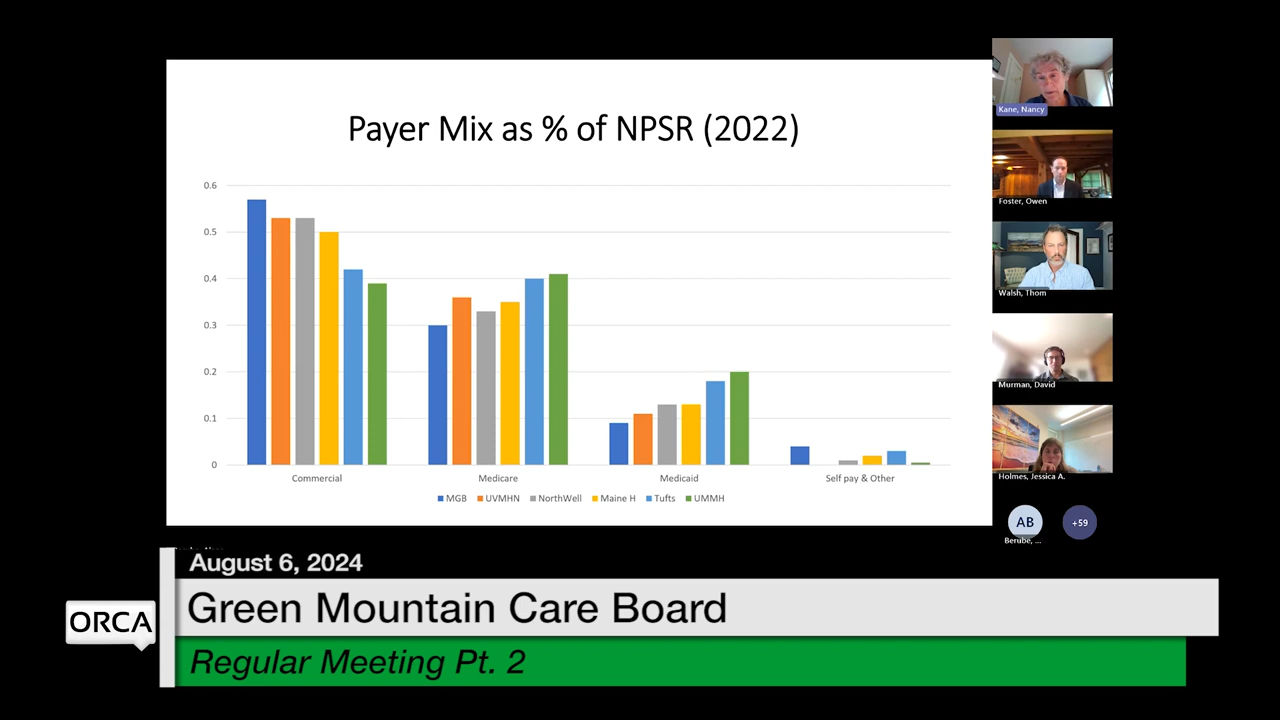 Payer Mix as % of NPSR (2022)
0.6
0.5
0.4
0.3
0.2
0.1
0
Commercial
Medicare
Medicaid
Self pay & Other
MGB
UVMHN
NorthWell
Maine H
Tufts
UMMH
Kane, Nancy
Foster, Owen
Walsh, Thom
Murman, David
Holmes, Jessica A.
AB
+59
Berube, ...
August 6, 2024
ORCA
Green Mountain Care Board
Regular Meeting Pt. 2